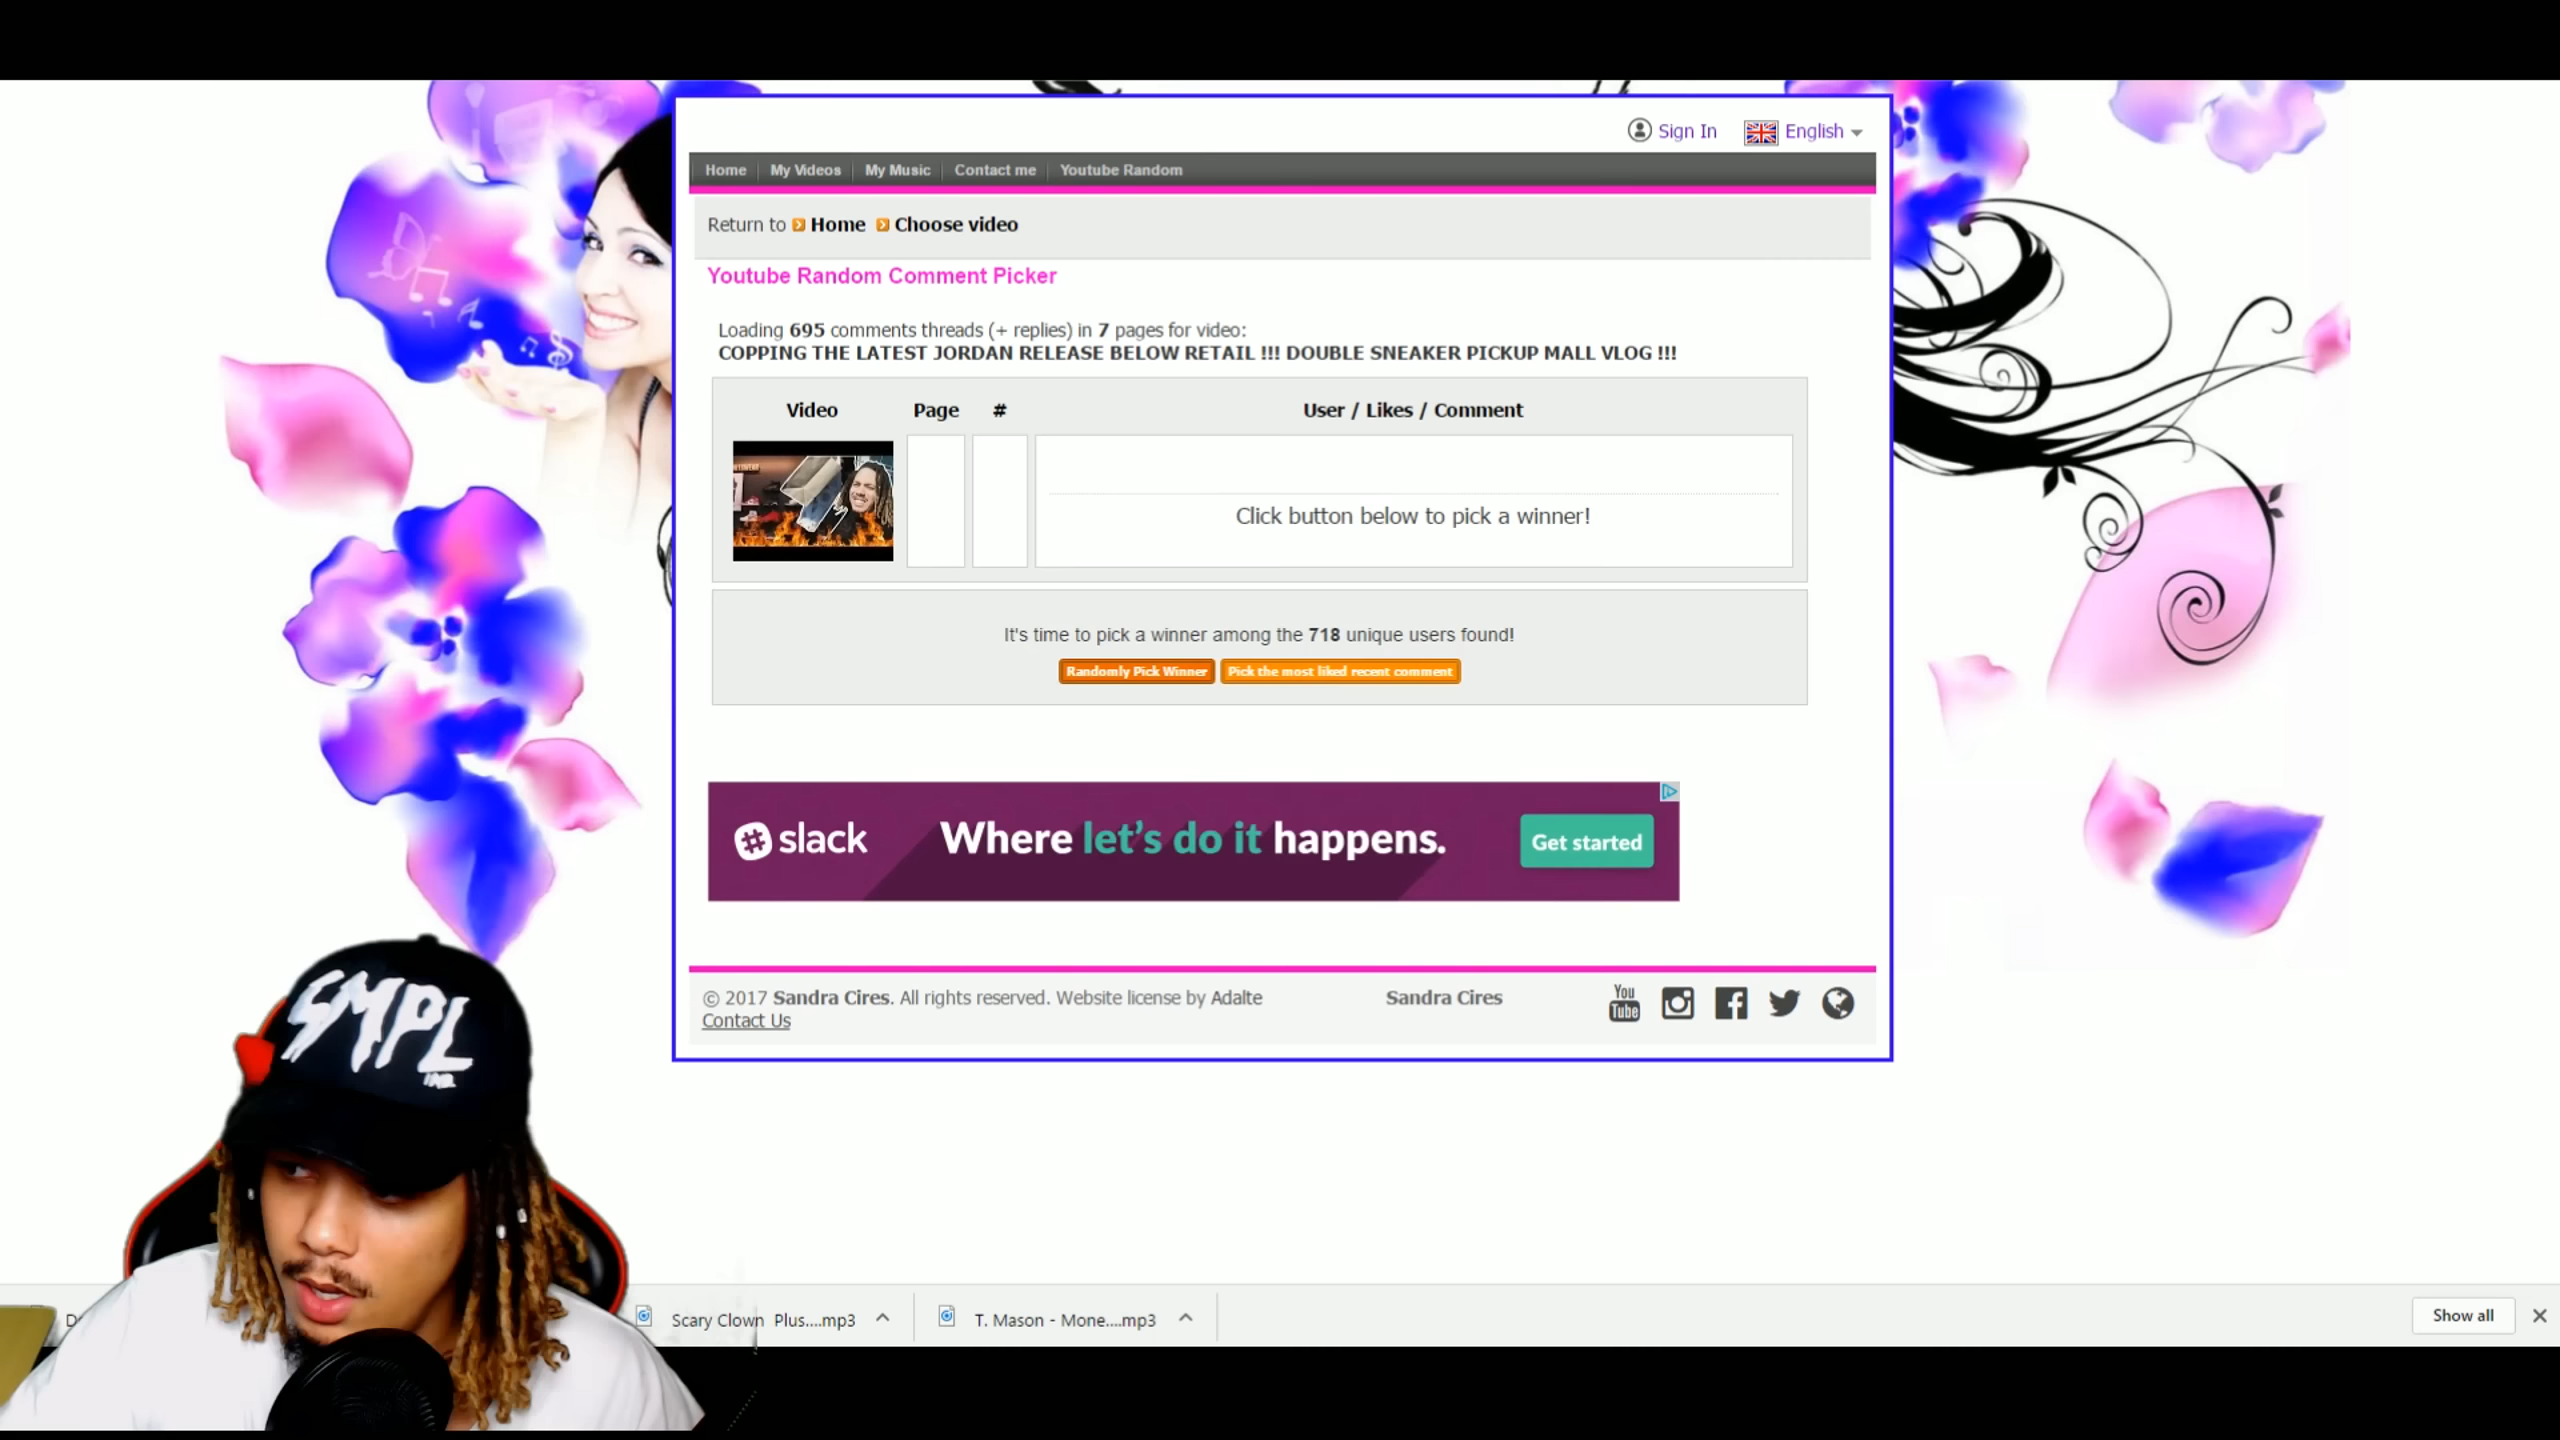 Sign In English
Home My Videos My Music Contact me Youtube Random
Return to Home Choose video
Youtube Random Comment Picker
Loading 695 comments threads (+ replies) in 7 pages for video:
COPPING THE LATEST JORDAN RELEASE BELOW RETAIL !!! DOUBLE SNEAKER PICKUP MALL VLOG !!!
Video Page # User / Likes / Comment
Click button below to pick a winner!
It's time to pick a winner among the 718 unique users found!
Randomly Pick Winner Pick the most liked recent comment
slack Where let's do it happens. Get started
© 2017 Sandra Cires. All rights reserved. Website license by Adalte Sandra Cires
You Tube
Contact Us
SMPL
IND.
Scary Clown Plus....mp3 T. Mason - Mone....mp3 Show all